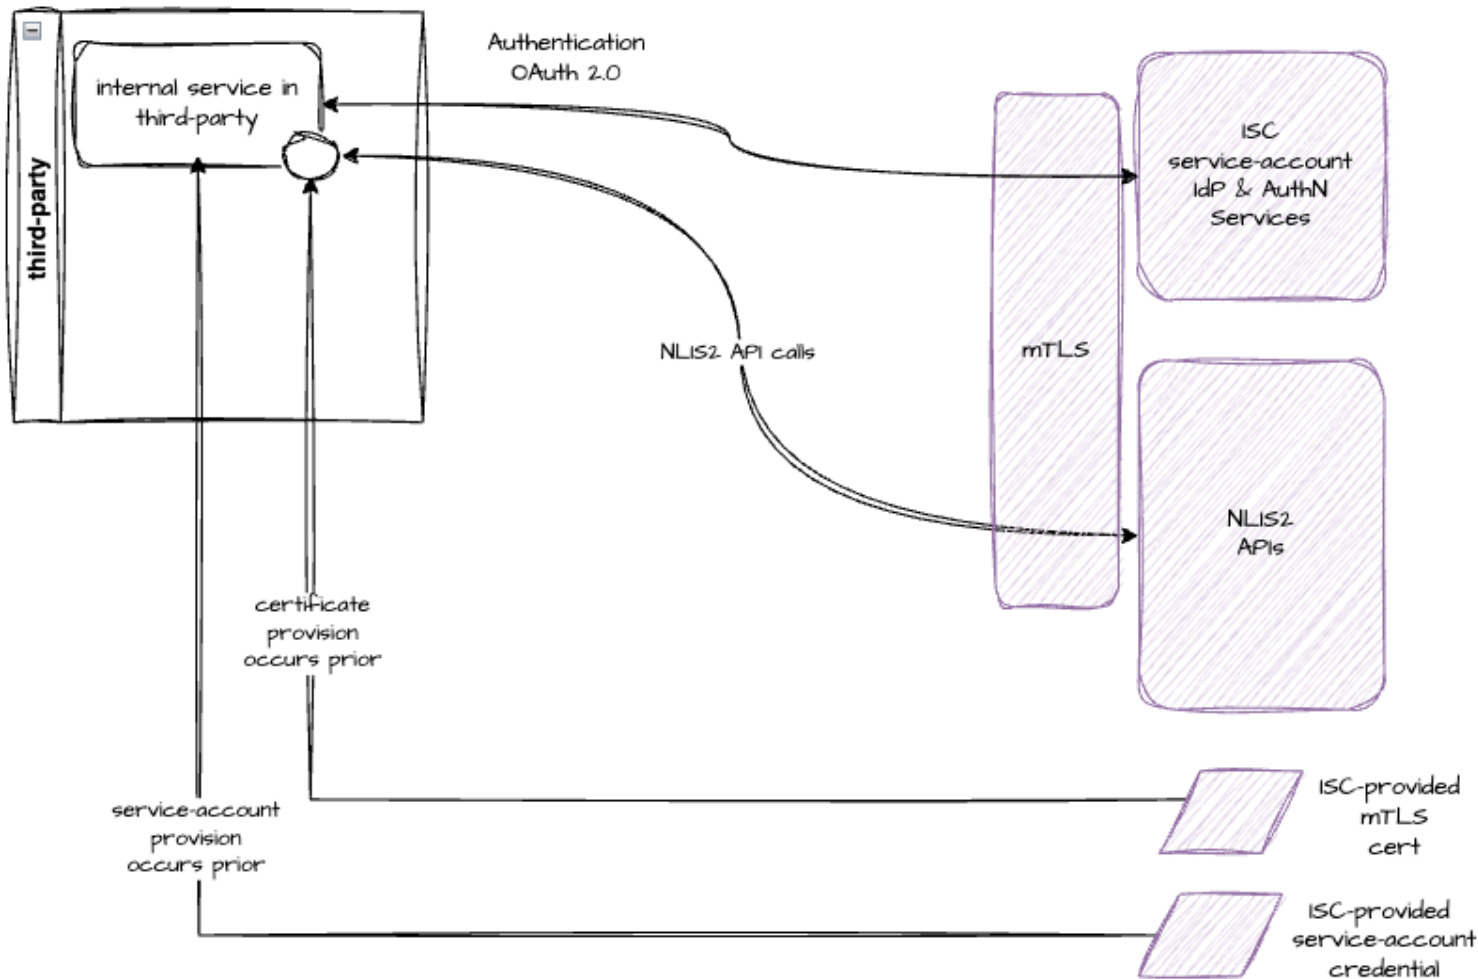 Authentication
OAuth 2.0
internal service in
third-party
third-party
ISC
service-account
IdP & AuthN
Services
NLIS2 API calls
mTLS
NLIS2
APIs
certificate
provision
occurs prior
service-account
provision
occurs prior
ISC-provided
mTLS
cert
ISC-provided
service-account
credential